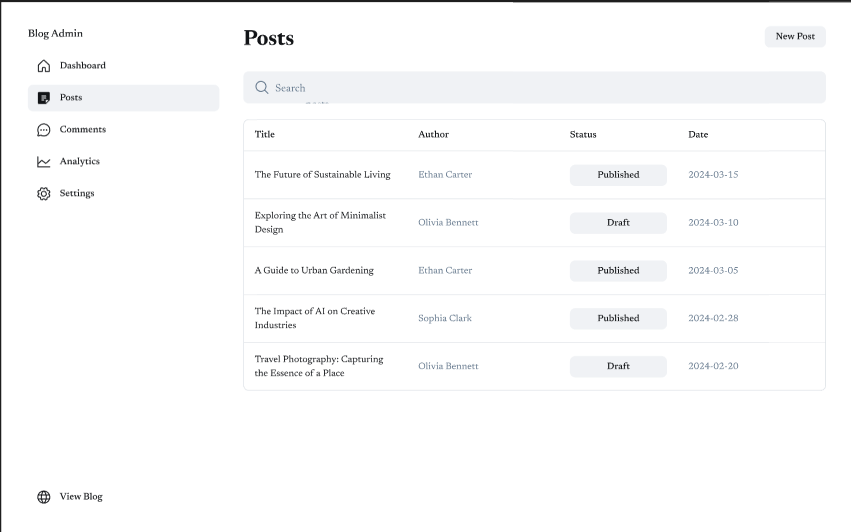 Blog Admin
Dashboard
Posts
Comments
Analytics
Settings
View Blog
Posts
New Post
Search
Title Author Status Date
The Future of Sustainable Living Ethan Carter Published 2024-03-15
Exploring the Art of Minimalist
Design Olivia Bennett Draft 2024-03-10
A Guide to Urban Gardening Ethan Carter Published 2024-03-05
The Impact of AI on Creative
Industries Sophia Clark Published 2024-02-28
Travel Photography: Capturing
the Essence of a Place Olivia Bennett Draft 2024-02-20